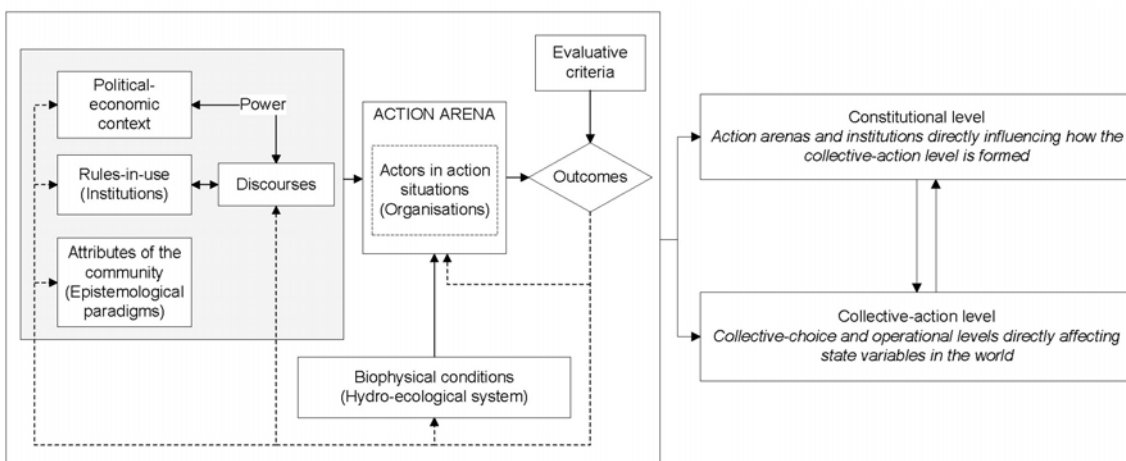 Political-
economic
context
Power
Rules-in-use
(Institutions)
Discourses
Attributes of the
community
(Epistemological
paradigms)
ACTION ARENA
Actors in action
situations
(Organisations)
Evaluative
criteria
Outcomes
Biophysical conditions
(Hydro-ecological system)
Constitutional level
Action arenas and institutions directly influencing how the
collective-action level is formed
Collective-action level
Collective-choice and operational levels directly affecting
state variables in the world